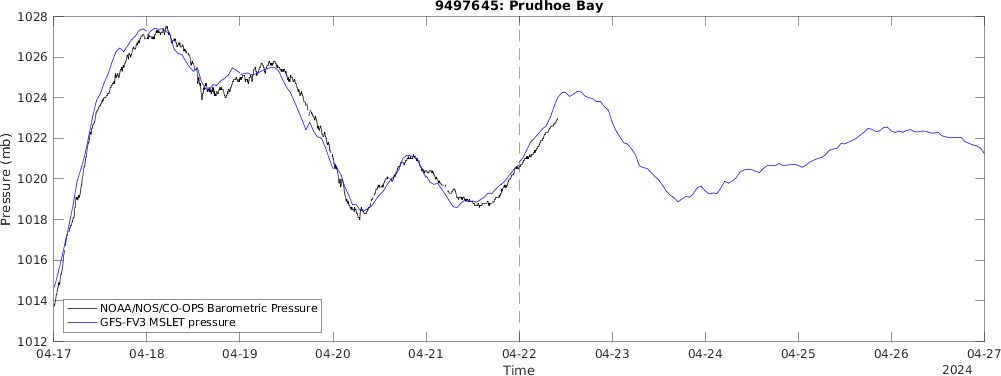 9497645: Prudhoe Bay
1028
1026
1024
1022
1020
1018
1016
1014
1012
Pressure (mb)
NOAA/NOS/CO-OPS Barometric Pressure
GFS-FV3 MSLET pressure
04-17 04-18 04-19 04-20 04-21 04-22 04-23 04-24 04-25 04-26 04-27
Time
2024